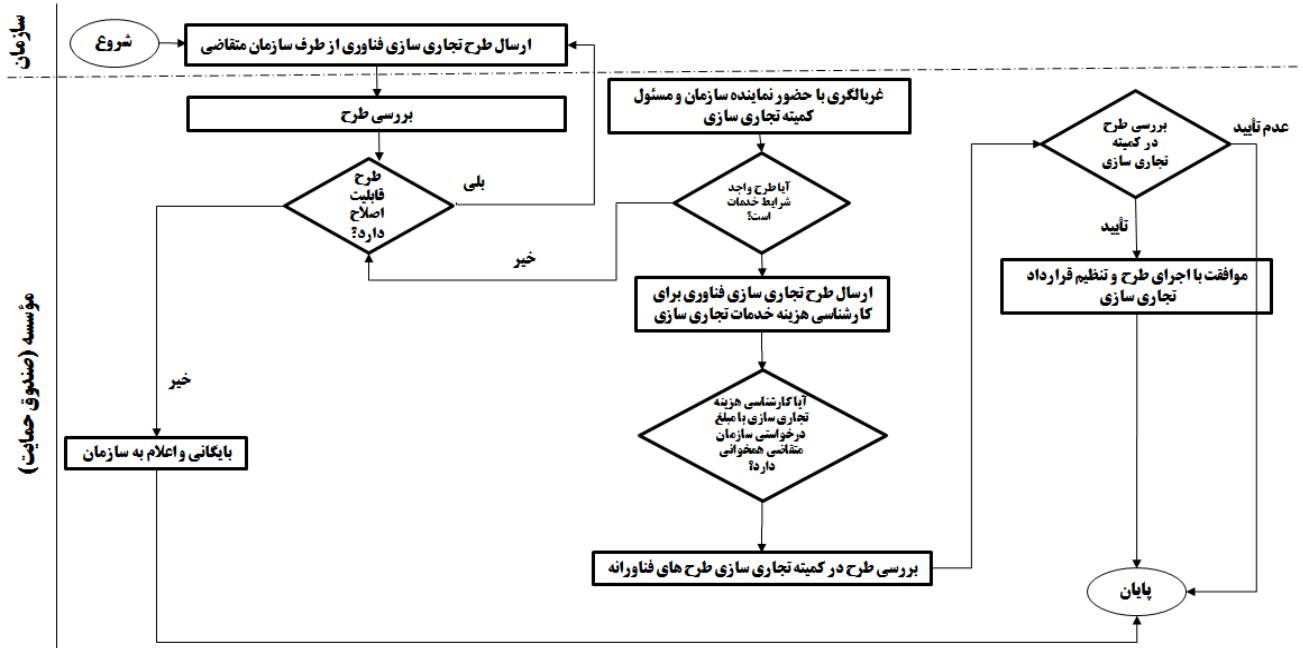 سازمان
شروع
ارسال طرح تجاری سازی فناوری از طرف سازمان متقاضی
مؤسسه (صندوق حمایت)
بررسی طرح
طرح
قابلیت
اصلاح
دارد؟
بلی
خیر
بایگانی و اعلام به سازمان
غربالگری با حضور نماینده سازمان و مسئول
کمیته تجاری سازی
آیا طرح واجد
شرایط خدمات
است؟
خیر
ارسال طرح تجاری سازی فناوری برای
کارشناسی هزینه خدمات تجاری سازی
آیا کارشناسی هزینه
تجاری سازی با مبلغ
درخواستی سازمان
متقاضی همخوانی
دارد؟
بررسی طرح در کمیته تجاری سازی طرح های فناورانه
بررسی طرح
در کمیته
تجاری
سازی
عدم تأیید
تأیید
موافقت با اجرای طرح و تنظیم قرارداد
تجاری سازی
پایان